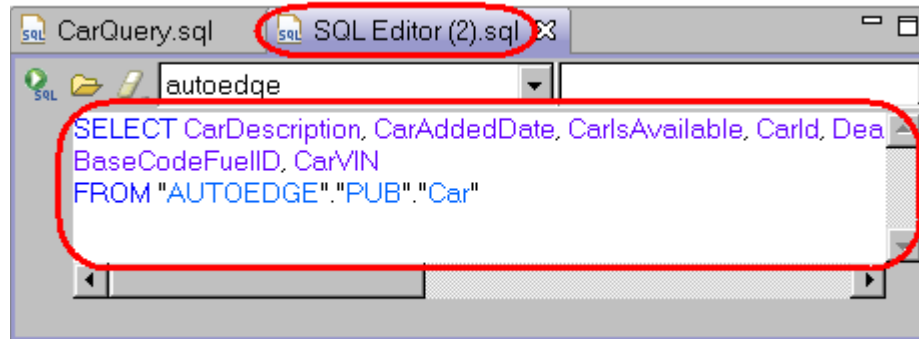 CarQuery.sql SQL Editor (2).sql
SQL autoedge
SELECT CarDescription, CarAddedDate, CarIsAvailable, CarId, Dea
BaseCodeFuelID, CarVIN
FROM "AUTOEDGE"."PUB"."Car"